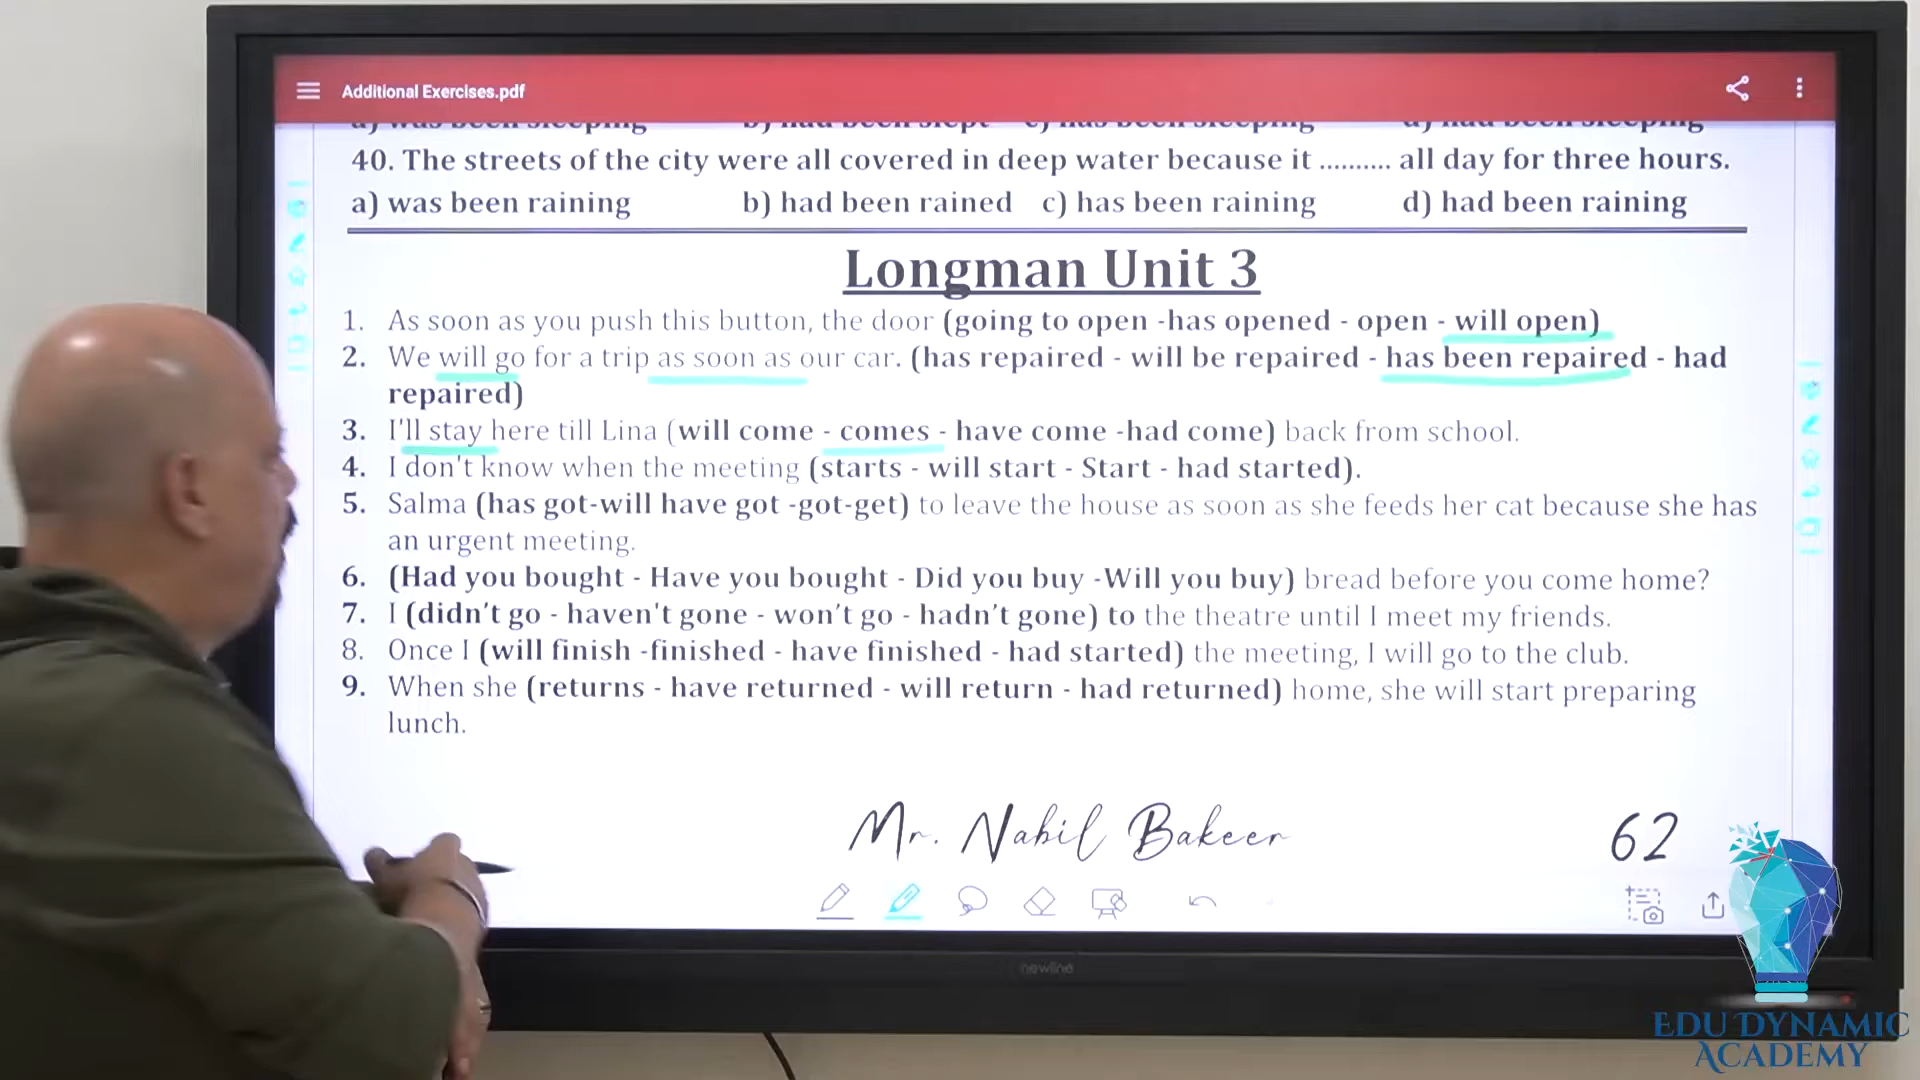 Additional Exercises.pdf
40. The streets of the city were all covered in deep water because it .......... all day for three hours.
a) was been raining b) had been rained c) has been raining d) had been raining
Longman Unit 3
1. As soon as you push this button, the door (going to open -has opened - open - will open)
2. We will go for a trip as soon as our car. (has repaired - will be repaired - has been repaired - had
repaired)
3. I'll stay here till Lina (will come - comes - have come -had come) back from school.
4. I don't know when the meeting (starts - will start - Start - had started).
5. Salma (has got-will have got -got-get) to leave the house as soon as she feeds her cat because she has
an urgent meeting.
6. (Had you bought - Have you bought - Did you buy -Will you buy) bread before you come home?
7. I (didn't go - haven't gone - won't go - hadn't gone) to the theatre until I meet my friends.
8. Once I (will finish -finished - have finished - had started) the meeting, I will go to the club.
9. When she (returns - have returned - will return - had returned) home, she will start preparing
lunch.
Mr. Nabil Bakeer 62
newline
EDU DYNAMIC
ACADEMY